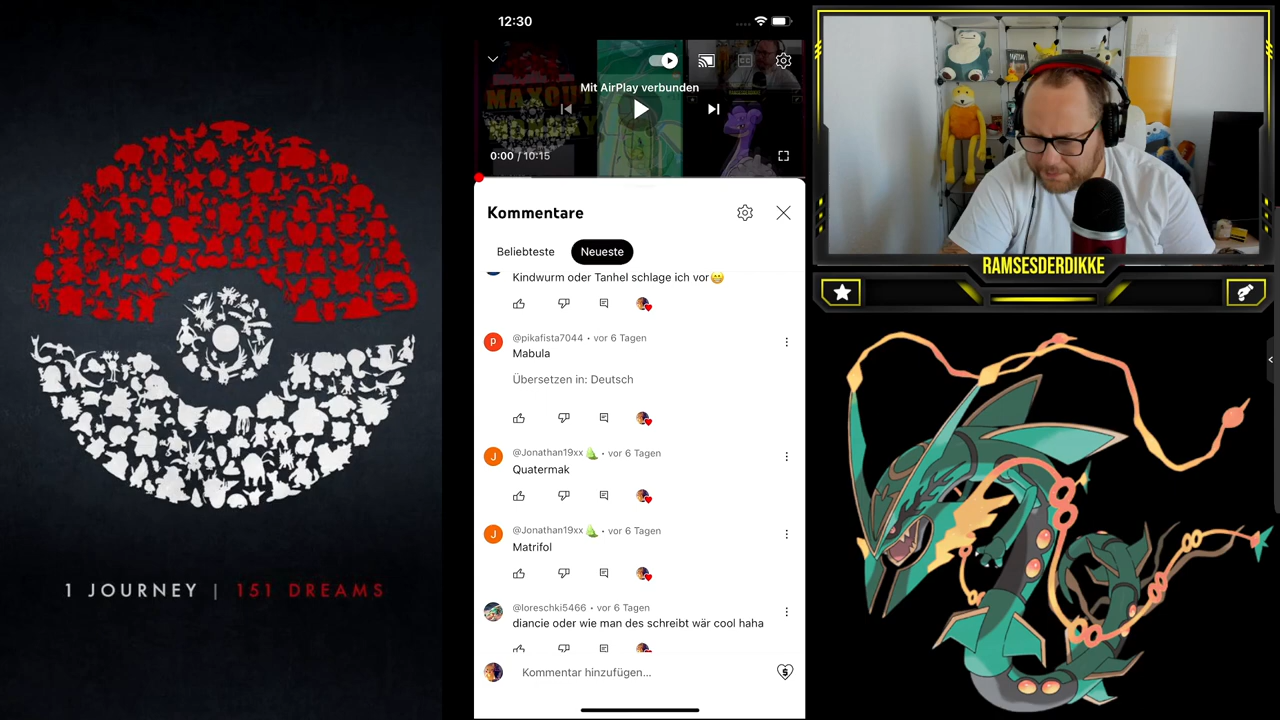 12:30
Mit AirPlay verbunden
0:00 / 10:15
Kommentare
Beliebteste
Neueste
Kindwurm oder Tanhel schlage ich vor😁
@pikafista7044 • vor 6 Tagen
Mabula
Übersetzen in: Deutsch
@Jonathan19xx • vor 6 Tagen
Quatermak
@Jonathan19xx • vor 6 Tagen
Matrifol
@loreschki5466 • vor 6 Tagen
diancie oder wie man des schreibt wär cool haha
Kommentar hinzufügen...
1 JOURNEY | 151 DREAMS
RAMSESDERDIKKE